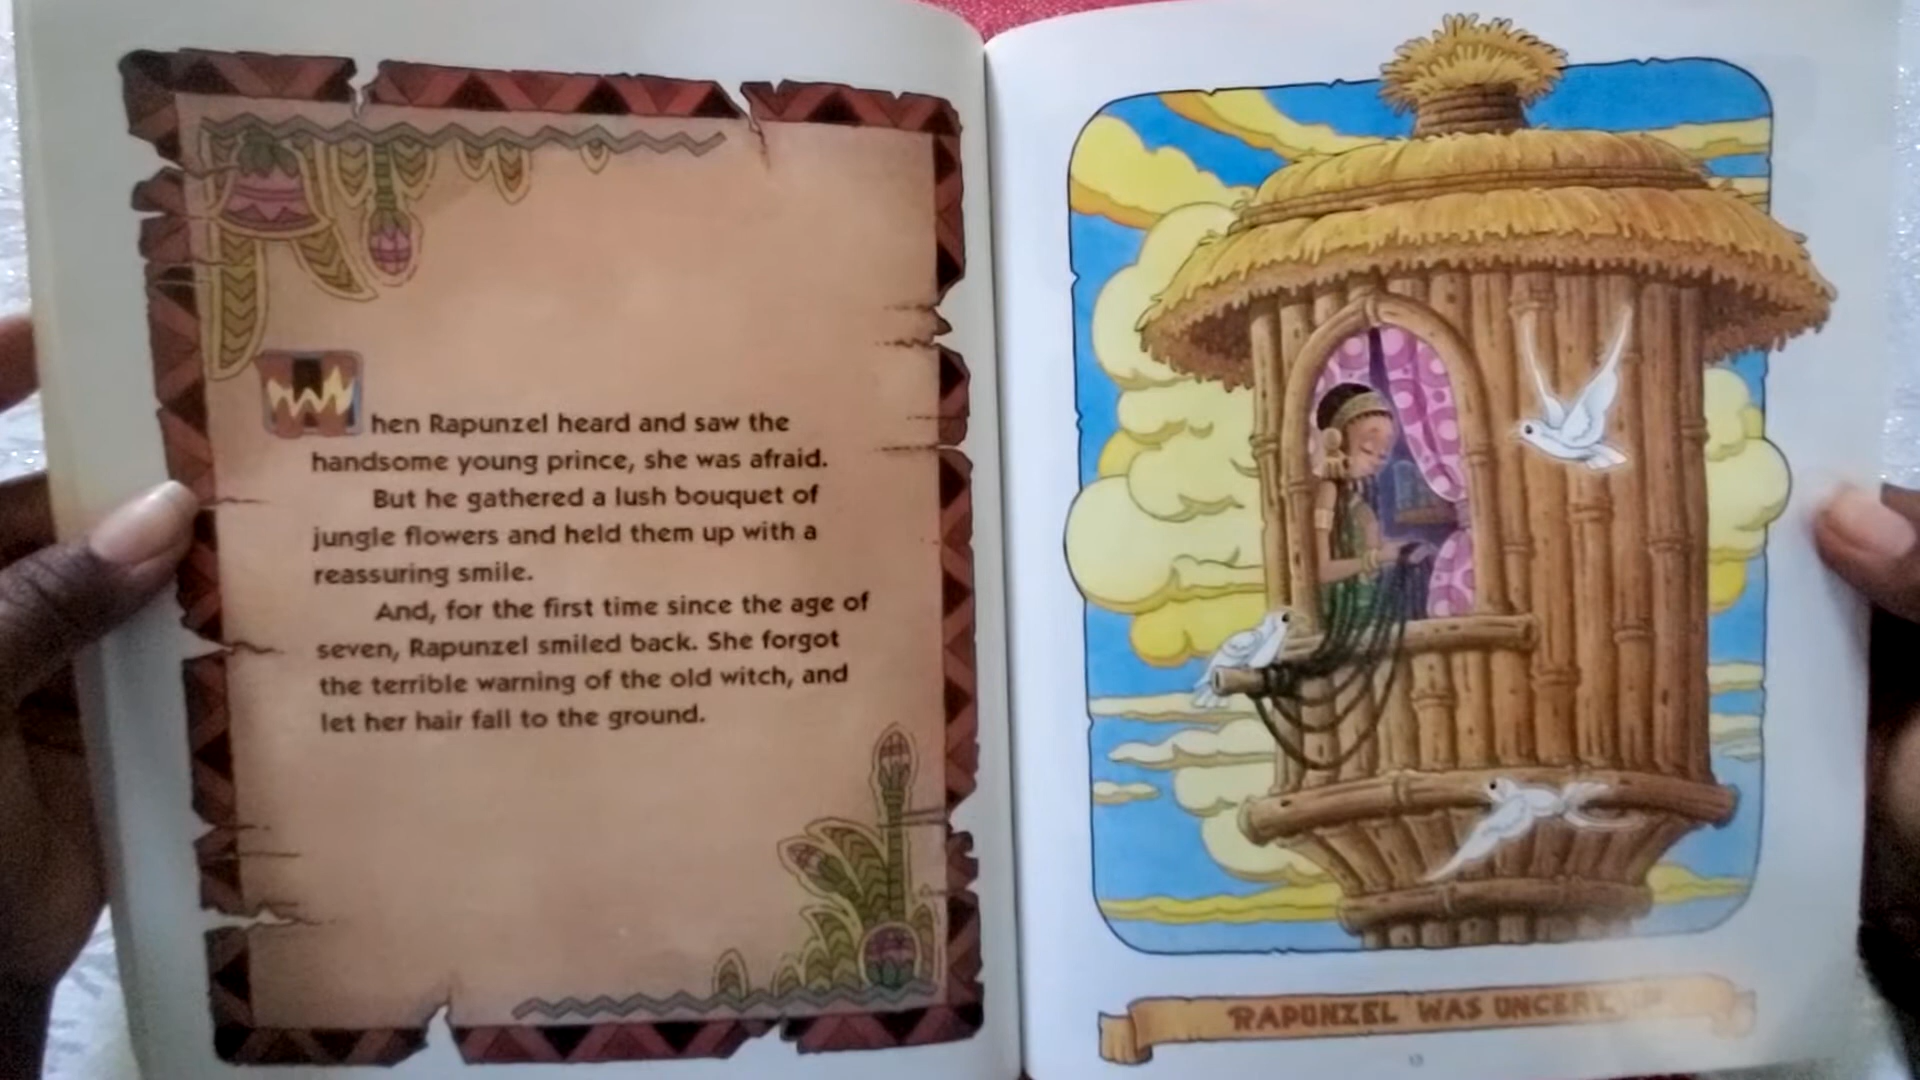 When Rapunzel heard and saw the
handsome young prince, she was afraid.
But he gathered a lush bouquet of
jungle flowers and held them up with a
reassuring smile.
And, for the first time since the age of
seven, Rapunzel smiled back. She forgot
the terrible warning of the old witch, and
let her hair fall to the ground.
RAPUNZEL WAS